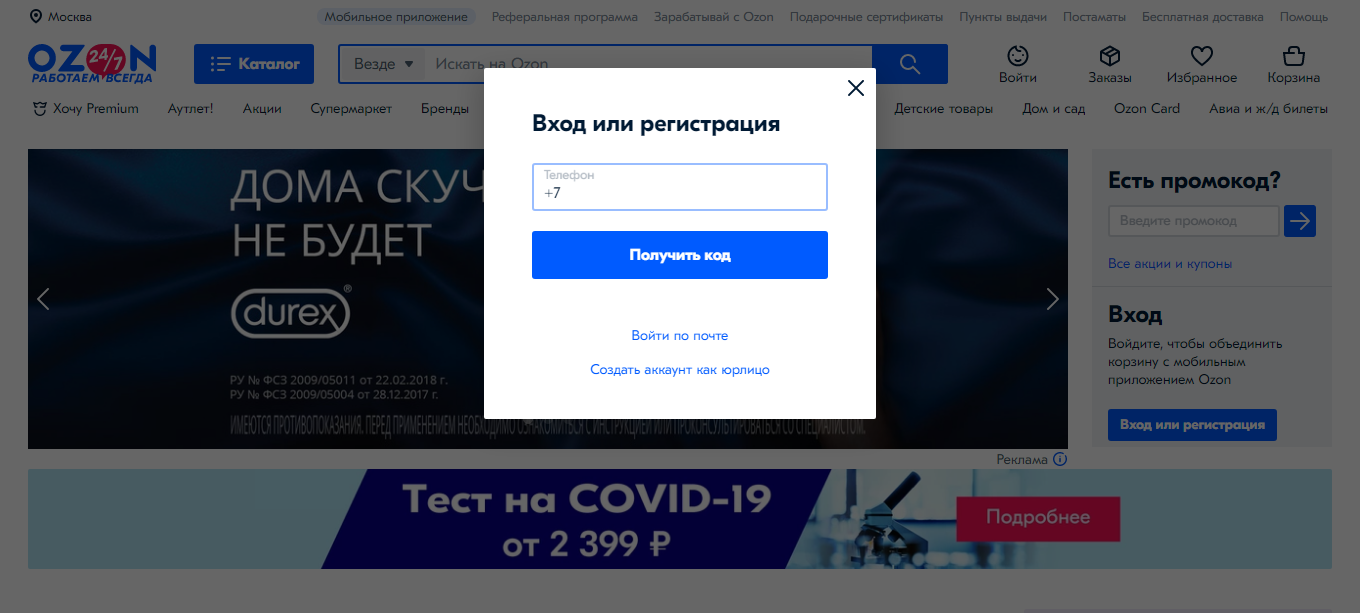 Москва
Мобильное приложение
Реферальная программа
Зарабатывай с Ozon
Подарочные сертификаты
Пункты выдачи
Постаматы
Бесплатная доставка
Помощь
OZON
24/7
РАБОТАЕМ ВСЕГДА
Каталог
Везде
Искать на Ozon
Войти
Заказы
Избранное
Корзина
Хочу Premium
Аутлет!
Акции
Супермаркет
Бренды
Детские товары
Дом и сад
Ozon Card
Авиа и ж/д билеты
Вход или регистрация
Телефон
+7
Получить код
Войти по почте
Создать аккаунт как юрлицо
ДОМА СКУЧ
НЕ БУДЕТ
durex®
РУ № ФСЗ 2009/05011 от 22.02.2018 г.
РУ № ФСЗ 2009/05004 от 28.12.2017 г.
ИМЕЮТСЯ ПРОТИВОПОКАЗАНИЯ. ПЕРЕД ПРИМЕНЕНИЕМ НЕОБХОДИМО ОЗНАКОМИТЬСЯ С ИНСТРУКЦИЕЙ ИЛИ ПРОКОНСУЛЬТИРОВАТЬСЯ СО СПЕЦИАЛИСТОМ.
Есть промокод?
Введите промокод
Все акции и купоны
Вход
Войдите, чтобы объединить
корзину с мобильным
приложением Ozon
Вход или регистрация
Реклама
Тест на COVID-19
от 2 399 ₽
Подробнее